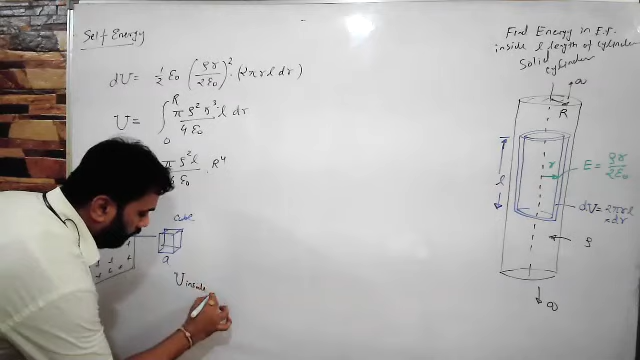 Self Energy
dU = 1/2 ε0 (ρr/2ε0)² · (2πrl dr)
U = ∫₀ᴿ πρ²r³/4ε0 l dr
πρ²l/ ε0 · R⁴
cube
a
U inside
Find Energy in E.F.
inside l length of cylinder
Solid
cylinder
∞
R
r
E = ρr/2ε0
l
dV = 2πrl
× dr
ρ
∞